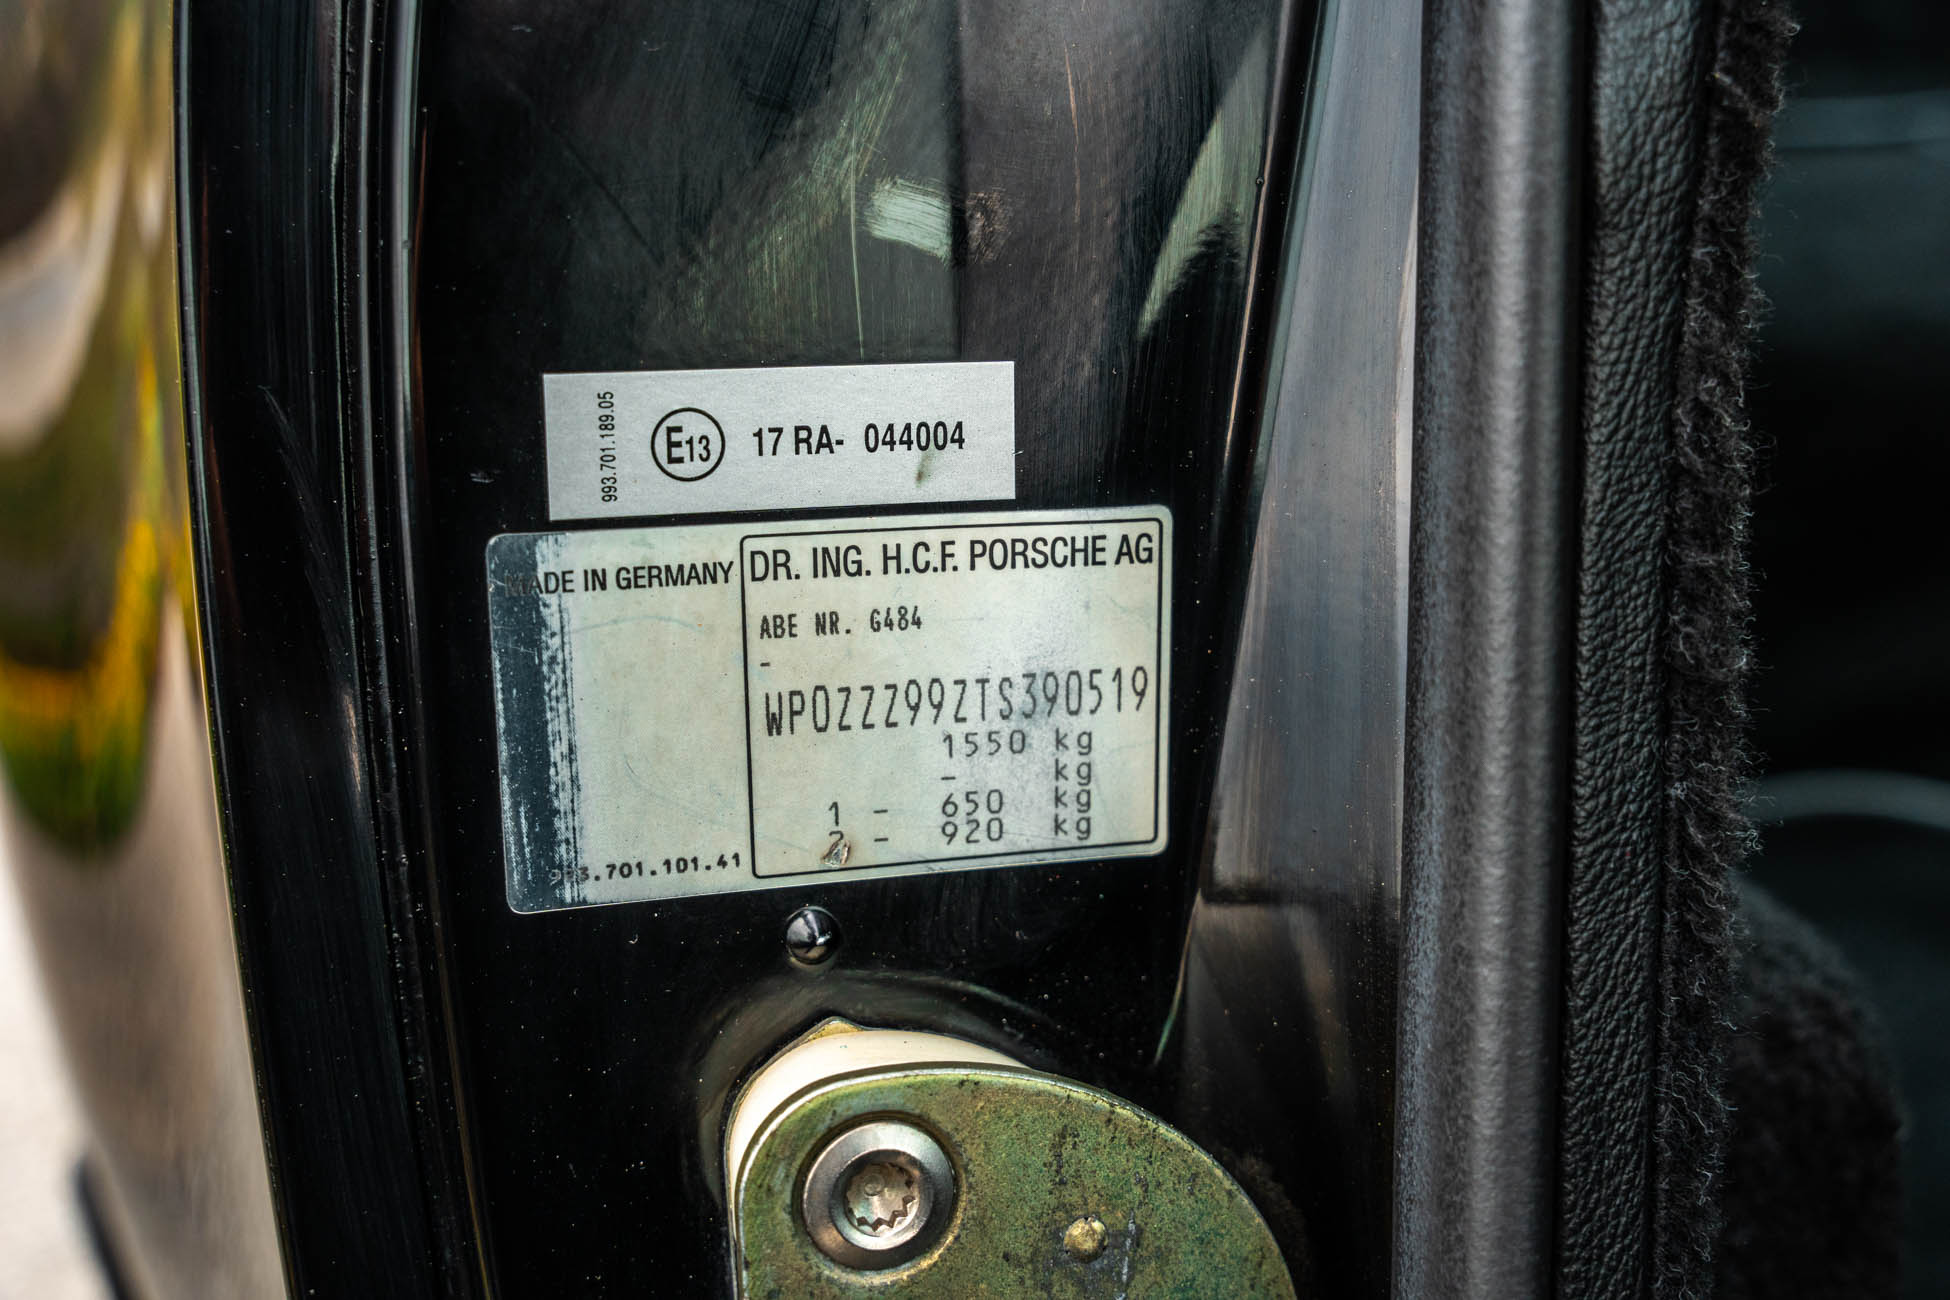 993.701.189.05
E13 17 RA- 044004
MADE IN GERMANY
DR. ING. H.C.F. PORSCHE AG
ABE NR. G484
-
WP0ZZZ99ZTS390519
1550 kg
- kg
1 - 650 kg
2 - 920 kg
993.701.101.41